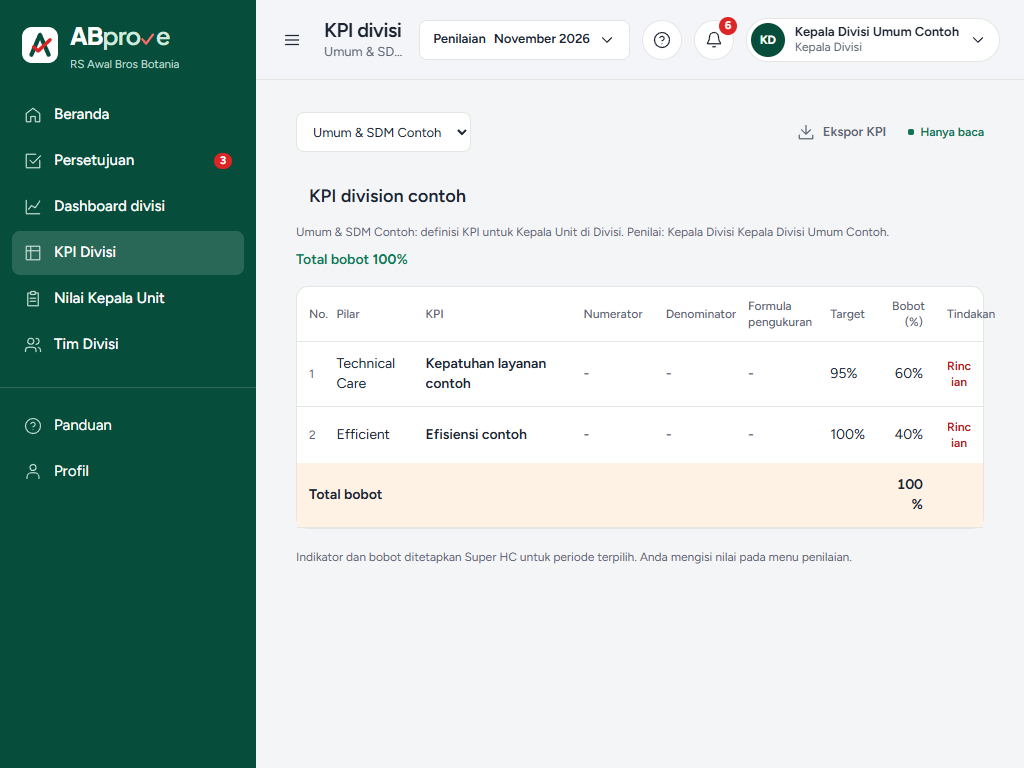 ABprove
RS Awal Bros Botania
Beranda
Persetujuan 3
Dashboard divisi
KPI Divisi
Nilai Kepala Unit
Tim Divisi
Panduan
Profil
KPI divisi
Umum & SD...
Penilaian November 2026
6
KD
Kepala Divisi Umum Contoh
Kepala Divisi
Umum & SDM Contoh
Ekspor KPI
Hanya baca
KPI division contoh
Umum & SDM Contoh: definisi KPI untuk Kepala Unit di Divisi. Penilai: Kepala Divisi Kepala Divisi Umum Contoh.
Total bobot 100%
No. Pilar KPI Numerator Denominator Formula pengukuran Target Bobot (%) Tindakan
1 Technical Care Kepatuhan layanan contoh - - - 95% 60% Rincian
2 Efficient Efisiensi contoh - - - 100% 40% Rincian
Total bobot 100 %
Indikator dan bobot ditetapkan Super HC untuk periode terpilih. Anda mengisi nilai pada menu penilaian.